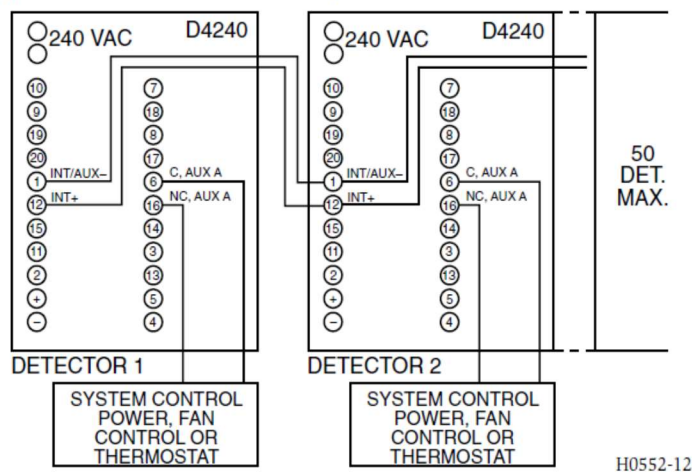 240 VAC
D4240
10
9
19
20
1
12
15
11
2
+
−
INT/AUX–
INT+
7
18
8
17
6
16
14
3
13
5
4
C, AUX A
NC, AUX A
DETECTOR 1
SYSTEM CONTROL
POWER, FAN
CONTROL OR
THERMOSTAT
240 VAC
D4240
10
9
19
20
1
12
15
11
2
+
−
INT/AUX–
INT+
7
18
8
17
6
16
14
3
13
5
4
C, AUX A
NC, AUX A
DETECTOR 2
SYSTEM CONTROL
POWER, FAN
CONTROL OR
THERMOSTAT
50
DET.
MAX.
H0552-12